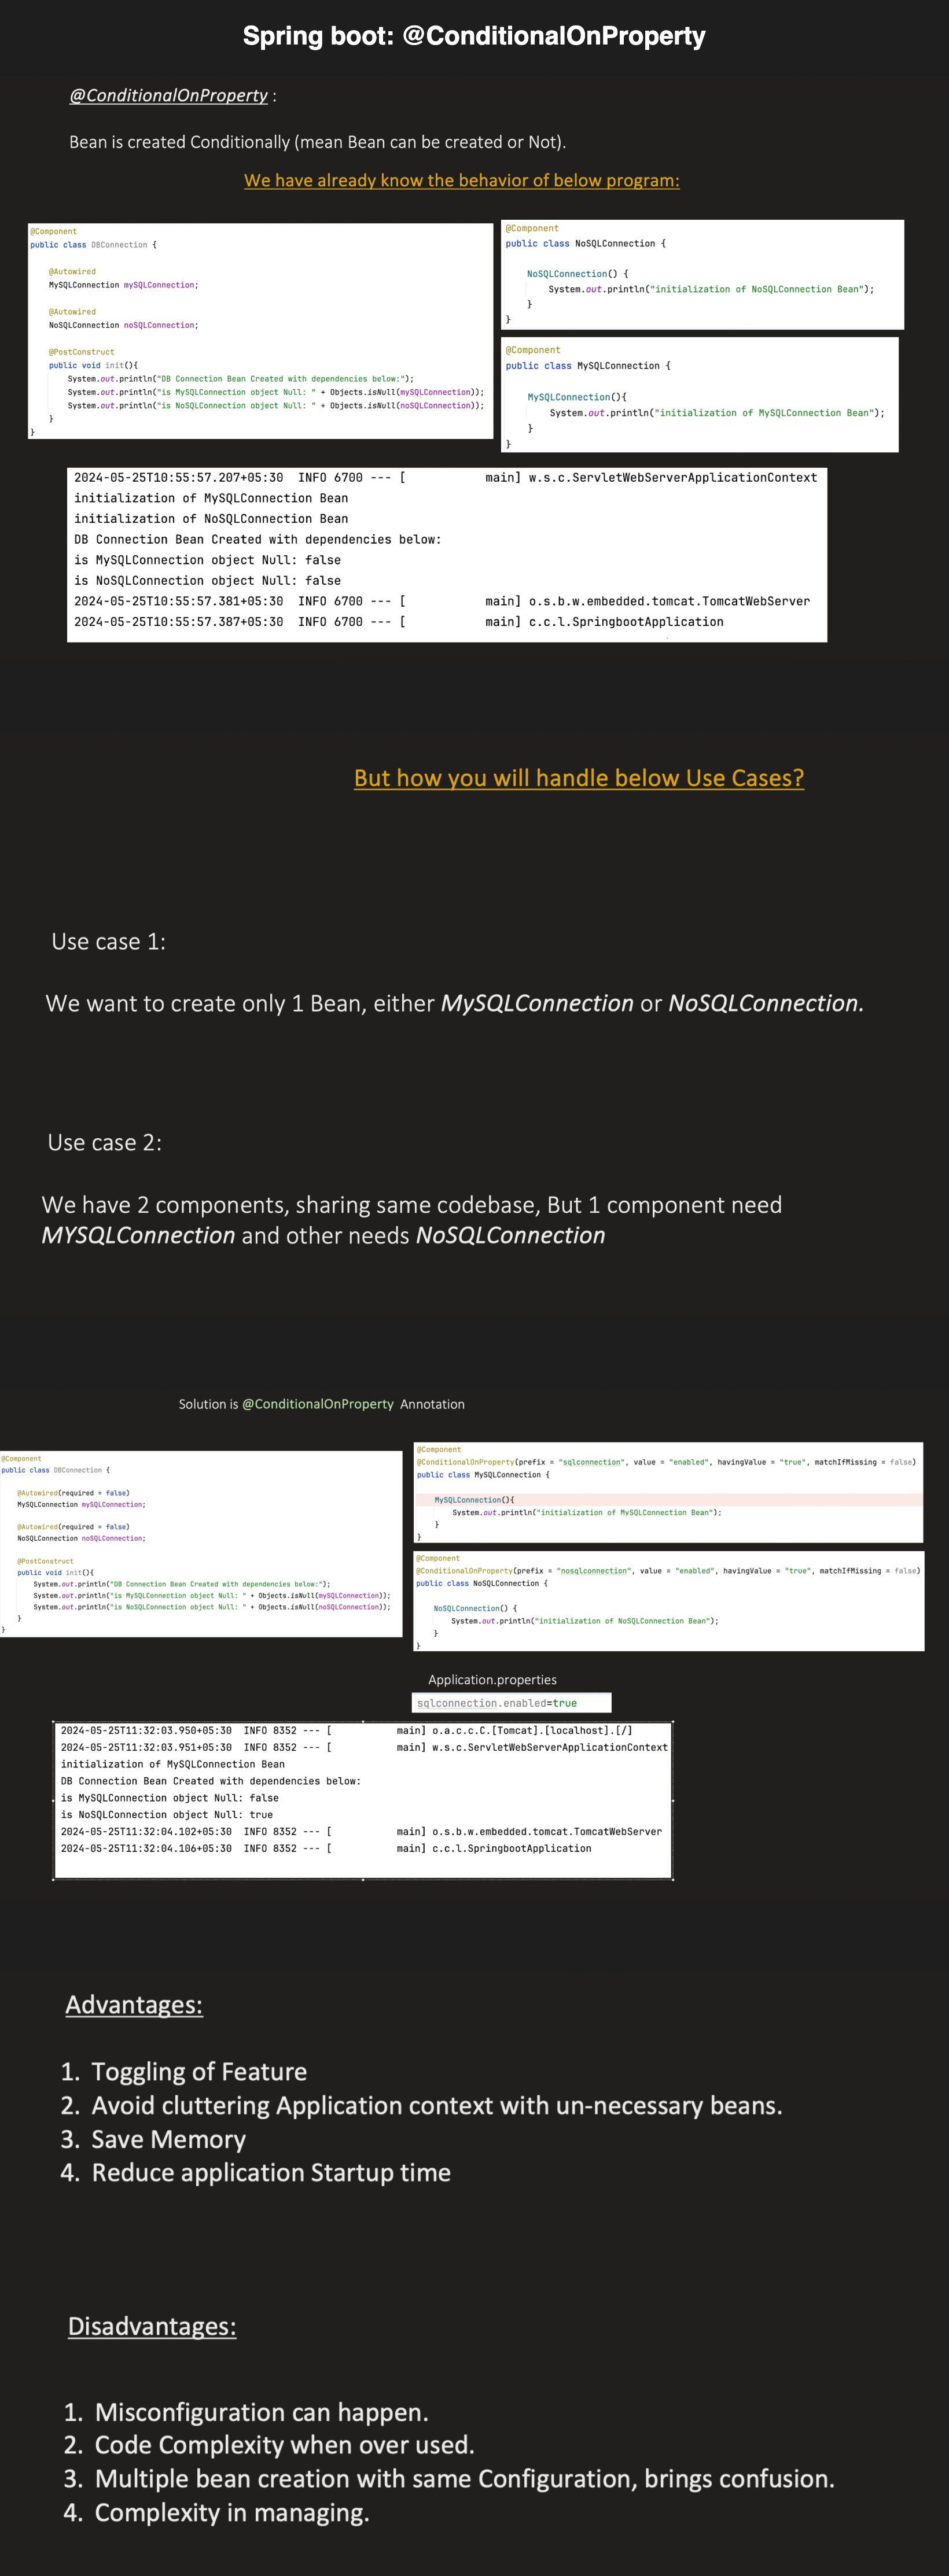 Spring boot: @ConditionalOnProperty
@ConditionalOnProperty :
Bean is created Conditionally (mean Bean can be created or Not).
We have already know the behavior of below program:
@Component
public class DBConnection {
@Autowired
MySQLConnection mySQLConnection;
@Autowired
NoSQLConnection noSQLConnection;
@PostConstruct
public void init(){
System.out.println("DB Connection Bean Created with dependencies below:");
System.out.println("is MySQLConnection object Null: " + Objects.isNull(mySQLConnection));
System.out.println("is NoSQLConnection object Null: " + Objects.isNull(noSQLConnection));
}
}
@Component
public class NoSQLConnection {
NoSQLConnection() {
System.out.println("initialization of NoSQLConnection Bean");
}
}
@Component
public class MySQLConnection {
MySQLConnection(){
System.out.println("initialization of MySQLConnection Bean");
}
}
2024-05-25T10:55:57.207+05:30  INFO 6700 --- [           main] w.s.c.ServletWebServerApplicationContext
initialization of MySQLConnection Bean
initialization of NoSQLConnection Bean
DB Connection Bean Created with dependencies below:
is MySQLConnection object Null: false
is NoSQLConnection object Null: false
2024-05-25T10:55:57.381+05:30  INFO 6700 --- [           main] o.s.b.w.embedded.tomcat.TomcatWebServer
2024-05-25T10:55:57.387+05:30  INFO 6700 --- [           main] c.c.l.SpringbootApplication
But how you will handle below Use Cases?
Use case 1:
We want to create only 1 Bean, either MySQLConnection or NoSQLConnection.
Use case 2:
We have 2 components, sharing same codebase, But 1 component need
MYSQLConnection and other needs NoSQLConnection
Solution is @ConditionalOnProperty Annotation
@Component
public class DBConnection {
@Autowired(required = false)
MySQLConnection mySQLConnection;
@Autowired(required = false)
NoSQLConnection noSQLConnection;
@PostConstruct
public void init(){
System.out.println("DB Connection Bean Created with dependencies below:");
System.out.println("is MySQLConnection object Null: " + Objects.isNull(mySQLConnection));
System.out.println("is NoSQLConnection object Null: " + Objects.isNull(noSQLConnection));
}
}
@Component
@ConditionalOnProperty(prefix = "sqlconnection", value = "enabled", havingValue = "true", matchIfMissing = false)
public class MySQLConnection {
MySQLConnection(){
System.out.println("initialization of MySQLConnection Bean");
}
}
@Component
@ConditionalOnProperty(prefix = "nosqlconnection", value = "enabled", havingValue = "true", matchIfMissing = false)
public class NoSQLConnection {
NoSQLConnection() {
System.out.println("initialization of NoSQLConnection Bean");
}
}
Application.properties
sqlconnection.enabled=true
2024-05-25T11:32:03.950+05:30  INFO 8352 --- [           main] o.a.c.c.C.[Tomcat].[localhost].[/]
2024-05-25T11:32:03.951+05:30  INFO 8352 --- [           main] w.s.c.ServletWebServerApplicationContext
initialization of MySQLConnection Bean
DB Connection Bean Created with dependencies below:
is MySQLConnection object Null: false
is NoSQLConnection object Null: true
2024-05-25T11:32:04.102+05:30  INFO 8352 --- [           main] o.s.b.w.embedded.tomcat.TomcatWebServer
2024-05-25T11:32:04.106+05:30  INFO 8352 --- [           main] c.c.l.SpringbootApplication
Advantages:
1. Toggling of Feature
2. Avoid cluttering Application context with un-necessary beans.
3. Save Memory
4. Reduce application Startup time
Disadvantages:
1. Misconfiguration can happen.
2. Code Complexity when over used.
3. Multiple bean creation with same Configuration, brings confusion.
4. Complexity in managing.